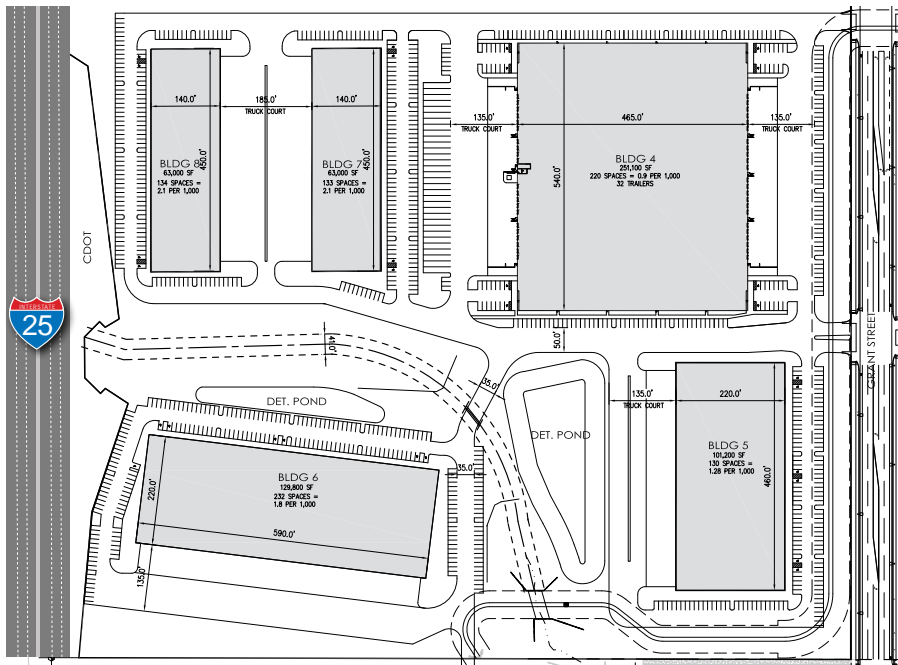 INTERSTATE
25
CDOT
140.0'
BLDG 8
63,000 SF
134 SPACES =
2.1 PER 1,000
450.0'
185.0'
TRUCK COURT
140.0'
BLDG 7
63,000 SF
133 SPACES =
2.1 PER 1,000
450.0'
135.0'
TRUCK COURT
465.0'
BLDG 4
251,100 SF
220 SPACES = 0.9 PER 1,000
32 TRAILERS
540.0'
135.0'
TRUCK COURT
GRANT STREET
41.0'
50.0'
35.0'
DET. POND
DET. POND
135.0'
TRUCK COURT
220.0'
BLDG 5
101,200 SF
130 SPACES =
1.28 PER 1,000
460.0'
35.0'
BLDG 6
129,800 SF
232 SPACES =
1.8 PER 1,000
220.0'
590.0'
135.0'